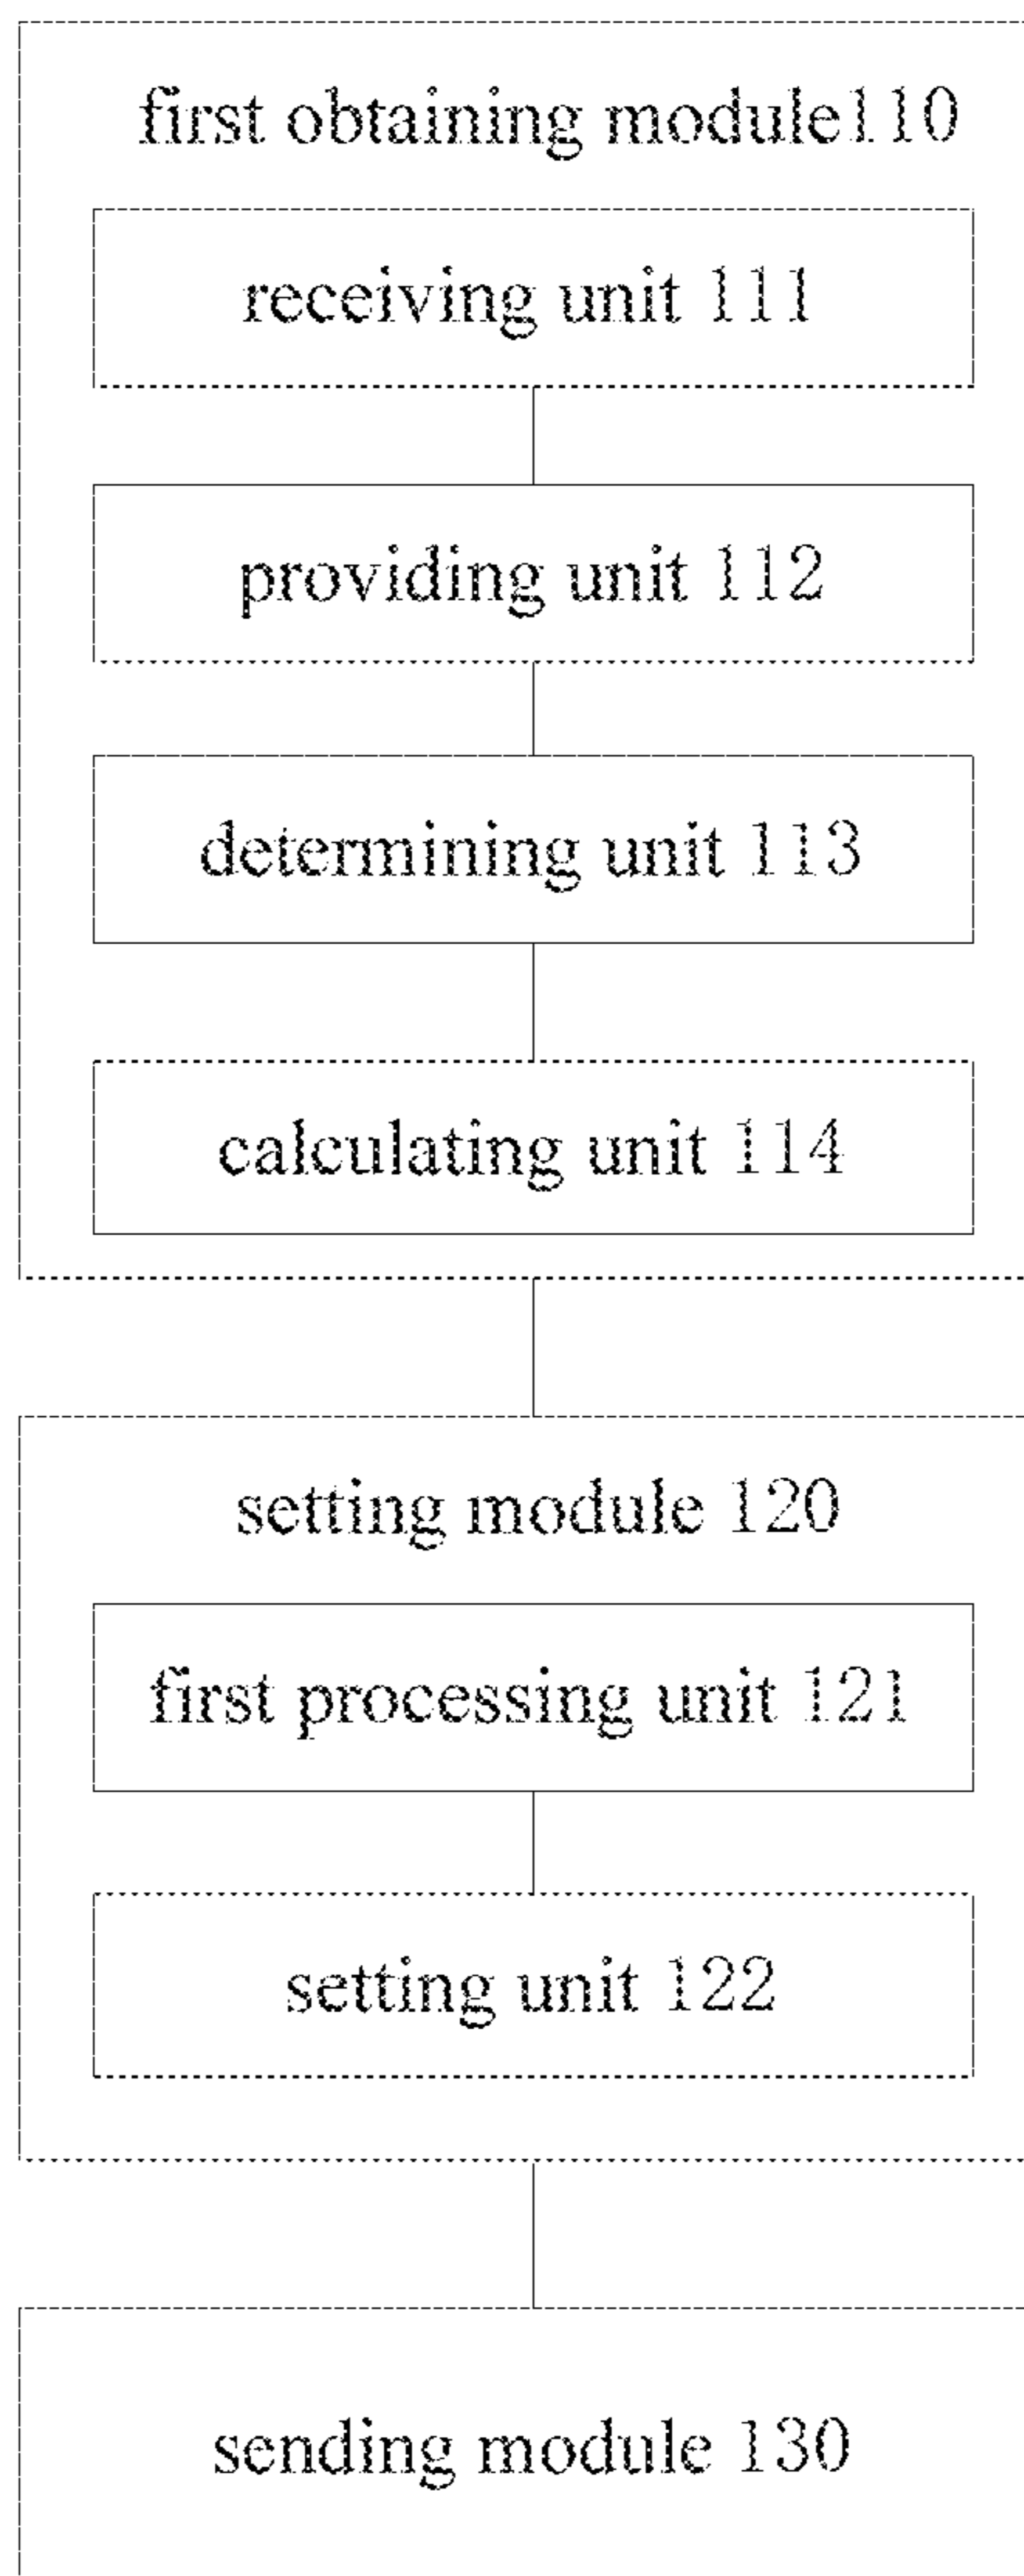 first obtaining module110
receiving unit 111
providing unit 112
determining unit 113
calculating unit 114
setting module 120
first processing unit 121
setting unit 122
sending module 130